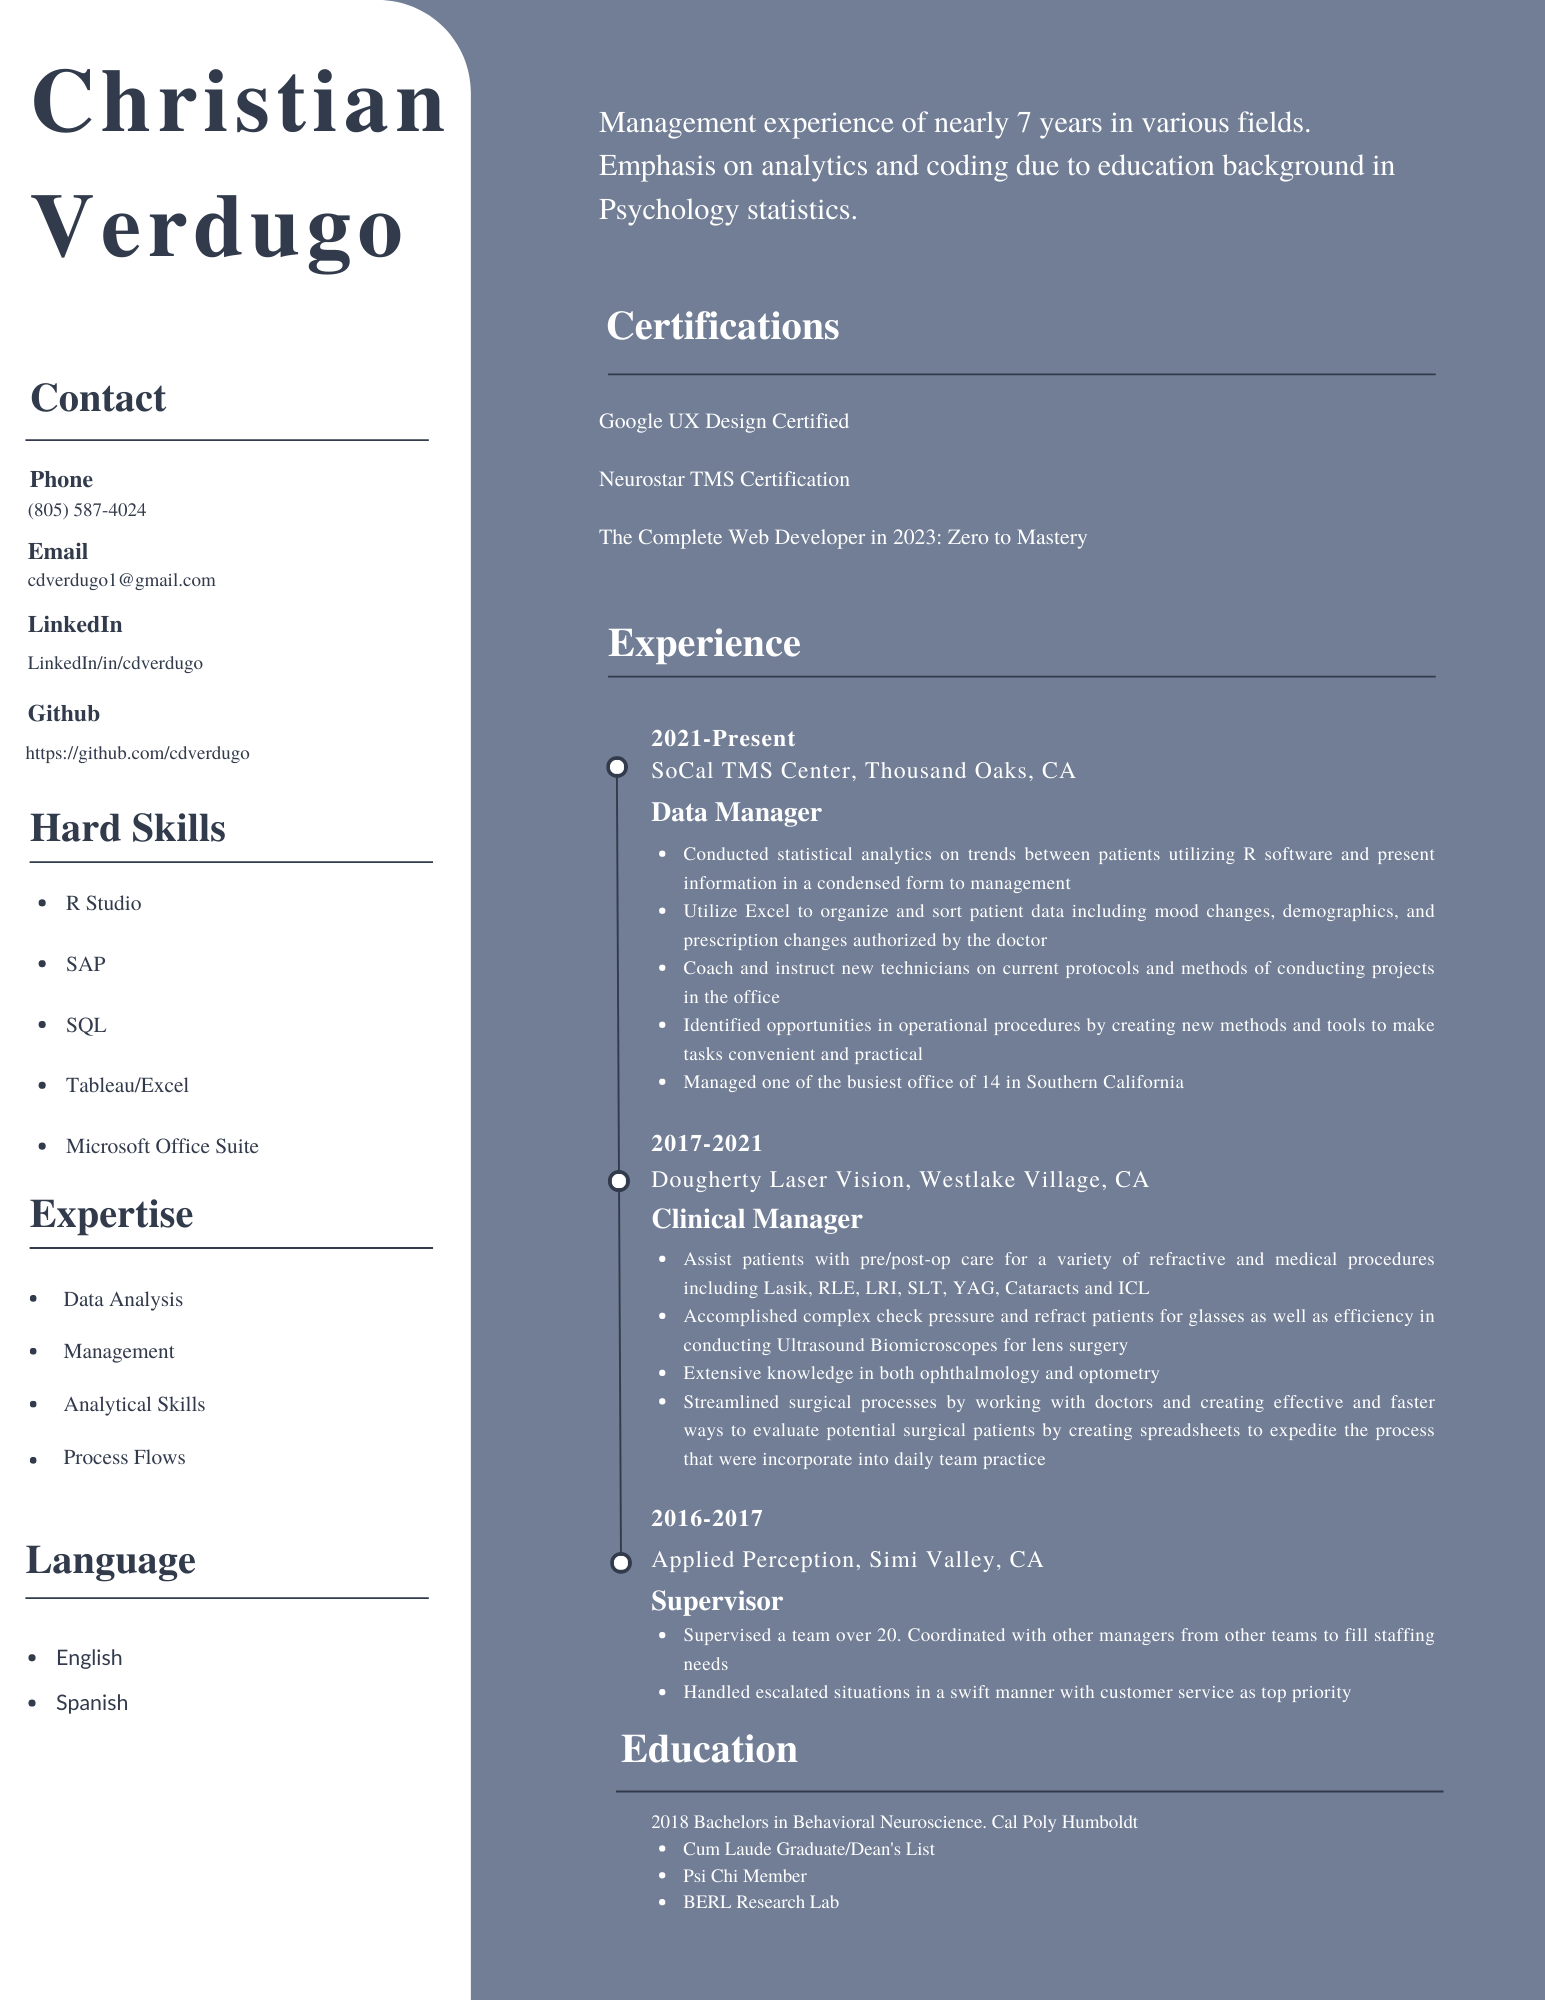 Christian
Verdugo
Contact
Phone
(805) 587-4024
Email
cdverdugo1@gmail.com
LinkedIn
LinkedIn/in/cdverdugo
Github
https://github.com/cdverdugo
Hard Skills
• R Studio
• SAP
• SQL
• Tableau/Excel
• Microsoft Office Suite
Expertise
• Data Analysis
• Management
• Analytical Skills
• Process Flows
Language
• English
• Spanish
Management experience of nearly 7 years in various fields.
Emphasis on analytics and coding due to education background in
Psychology statistics.
Certifications
Google UX Design Certified
Neurostar TMS Certification
The Complete Web Developer in 2023: Zero to Mastery
Experience
2021-Present
SoCal TMS Center, Thousand Oaks, CA
Data Manager
• Conducted statistical analytics on trends between patients utilizing R software and present
information in a condensed form to management
• Utilize Excel to organize and sort patient data including mood changes, demographics, and
prescription changes authorized by the doctor
• Coach and instruct new technicians on current protocols and methods of conducting projects
in the office
• Identified opportunities in operational procedures by creating new methods and tools to make
tasks convenient and practical
• Managed one of the busiest office of 14 in Southern California
2017-2021
Dougherty Laser Vision, Westlake Village, CA
Clinical Manager
• Assist patients with pre/post-op care for a variety of refractive and medical procedures
including Lasik, RLE, LRI, SLT, YAG, Cataracts and ICL
• Accomplished complex check pressure and refract patients for glasses as well as efficiency in
conducting Ultrasound Biomicroscopes for lens surgery
• Extensive knowledge in both ophthalmology and optometry
• Streamlined surgical processes by working with doctors and creating effective and faster
ways to evaluate potential surgical patients by creating spreadsheets to expedite the process
that were incorporate into daily team practice
2016-2017
Applied Perception, Simi Valley, CA
Supervisor
• Supervised a team over 20. Coordinated with other managers from other teams to fill staffing
needs
• Handled escalated situations in a swift manner with customer service as top priority
Education
2018 Bachelors in Behavioral Neuroscience. Cal Poly Humboldt
• Cum Laude Graduate/Dean's List
• Psi Chi Member
• BERL Research Lab